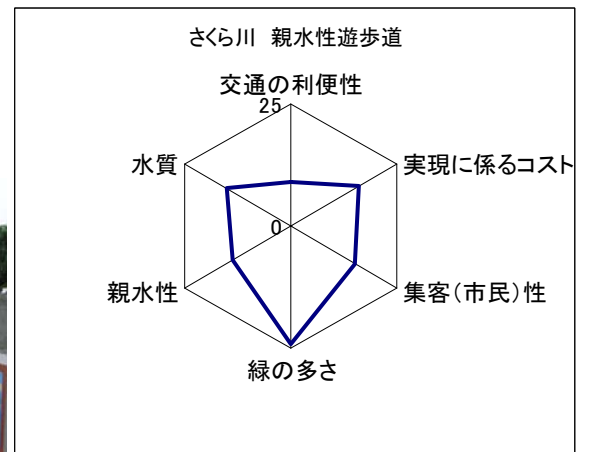 さくら川 親水性遊歩道
交通の利便性
25
水質
実現に係るコスト
0
親水性
集客(市民)性
緑の多さ